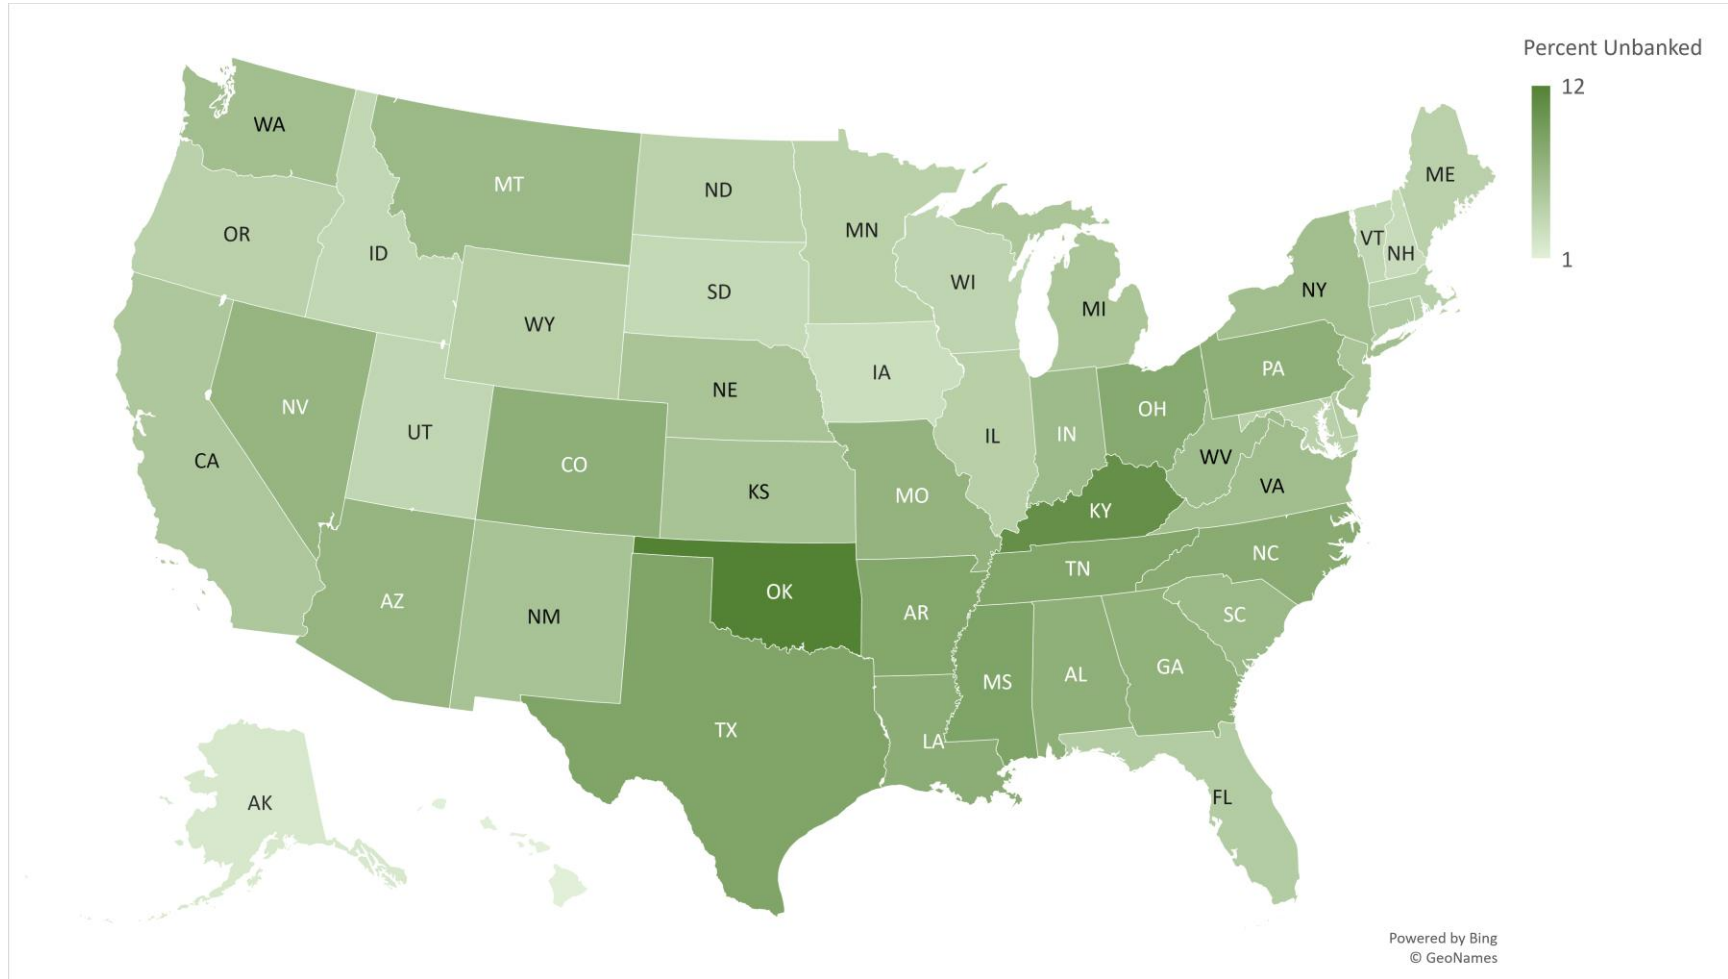 Percent Unbanked
12
1
WA
MT
ND
MN
ME
OR
ID
SD
WI
VT
NH
WY
MI
NY
IA
NE
PA
NV
UT
IL
IN
OH
CA
CO
KS
MO
WV
VA
KY
AZ
NM
OK
AR
TN
NC
SC
MS
AL
GA
TX
LA
AK
FL
Powered by Bing
© GeoNames